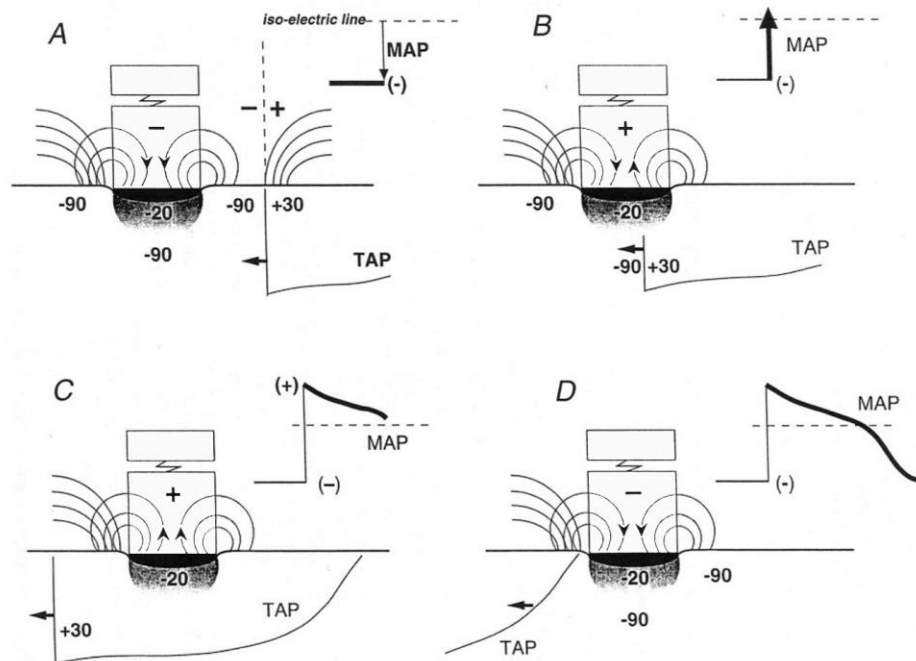 A
iso-electric line
MAP
(-)
− +
−
-90
-20
-90
+30
-90
TAP
B
MAP
(-)
+
-90
-20
TAP
-90
+30
C
(+)
MAP
(−)
+
-20
TAP
+30
D
MAP
(-)
−
-20
-90
-90
TAP